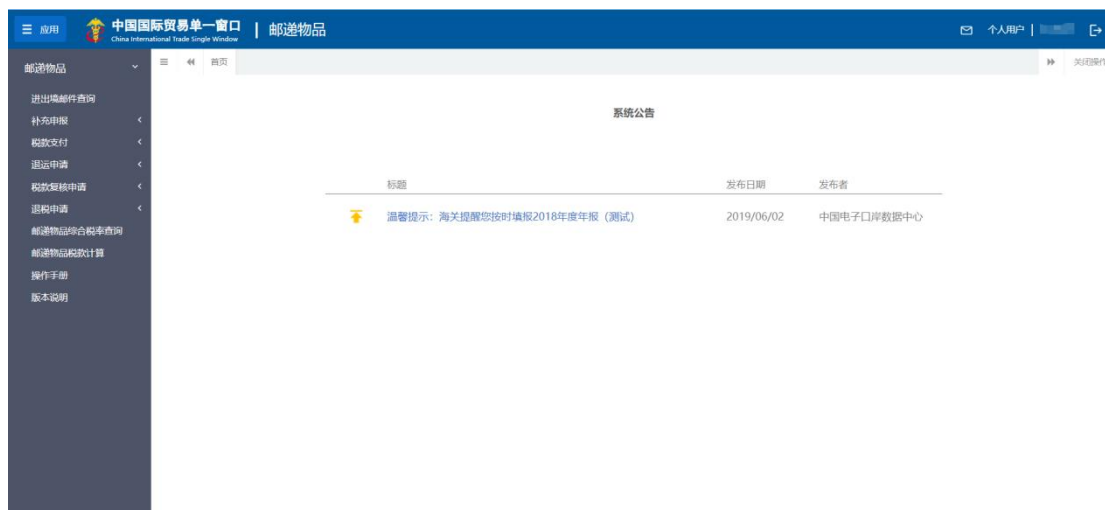 应用
中国国际贸易单一窗口
China International Trade Single Window
邮递物品
个人用户 |
邮递物品
首页
关闭操作
进出境邮件查询
补充申报
税款支付
退运申请
税款复核申请
退税申请
邮递物品综合税率查询
邮递物品税款计算
操作手册
版本说明
系统公告
标题 发布日期 发布者
温馨提示：海关提醒您按时填报2018年度年报（测试） 2019/06/02 中国电子口岸数据中心